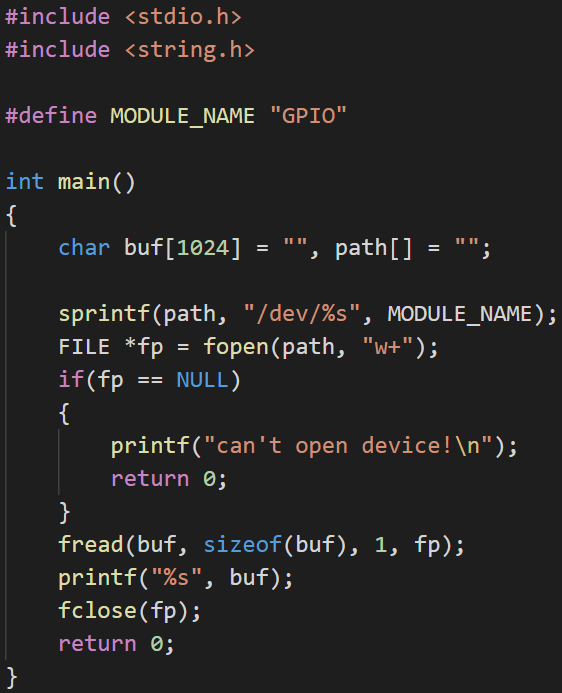 #include <stdio.h>
#include <string.h>

#define MODULE_NAME "GPIO"

int main()
{
    char buf[1024] = "", path[] = "";

    sprintf(path, "/dev/%s", MODULE_NAME);
    FILE *fp = fopen(path, "w+");
    if(fp == NULL)
    {
        printf("can't open device!\n");
        return 0;
    }
    fread(buf, sizeof(buf), 1, fp);
    printf("%s", buf);
    fclose(fp);
    return 0;
}